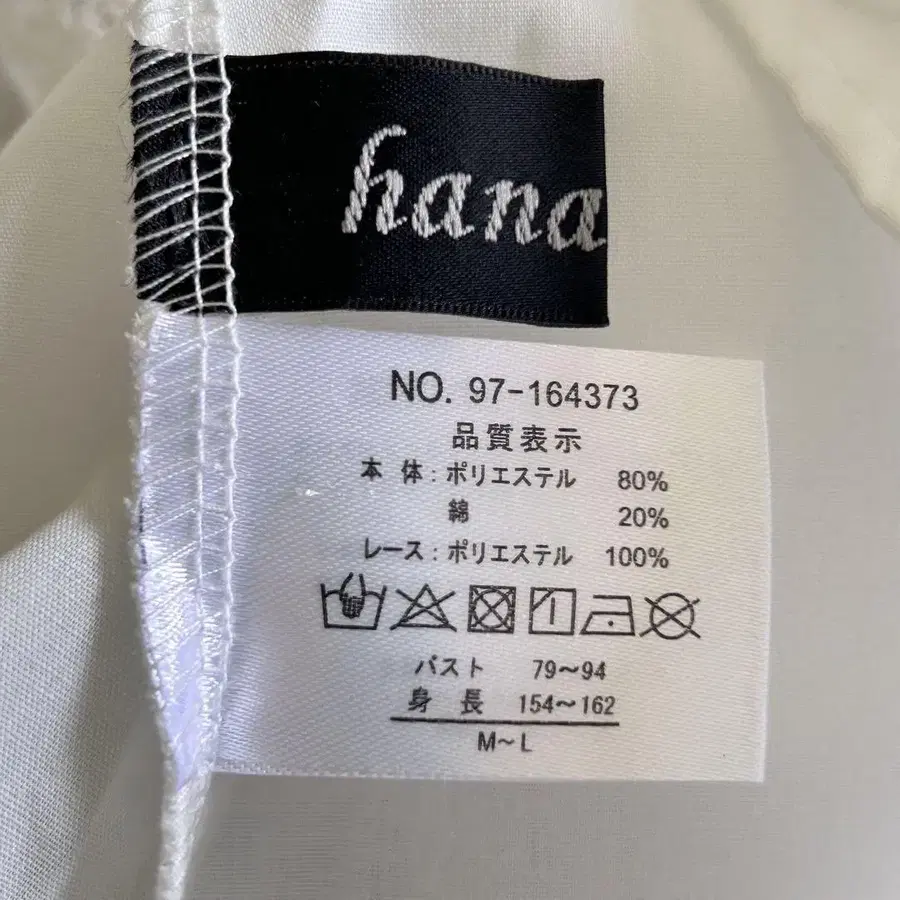 hana
NO. 97-164373
品質表示
本 体 : ポリエステル 80%
綿 20%
レース : ポリエステル 100%
バスト 79～94
身 長 154～162
M～L